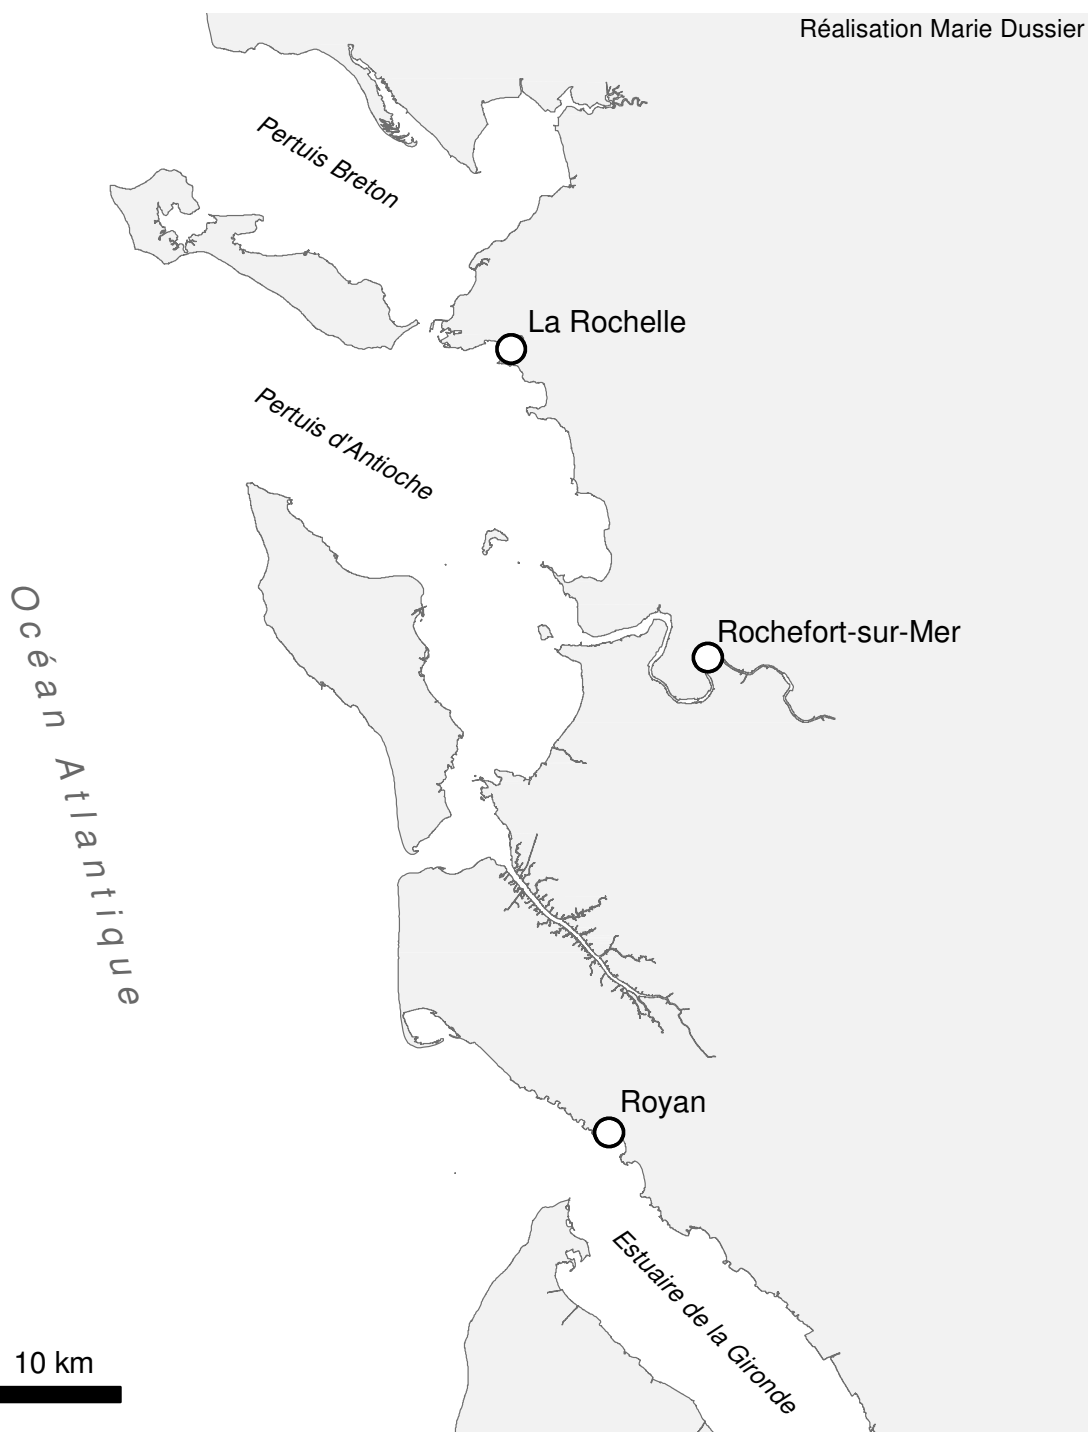 Réalisation Marie Dussier
Pertuis Breton
La Rochelle
Pertuis d'Antioche
Océan Atlantique
Rochefort-sur-Mer
Royan
Estuaire de la Gironde
10 km